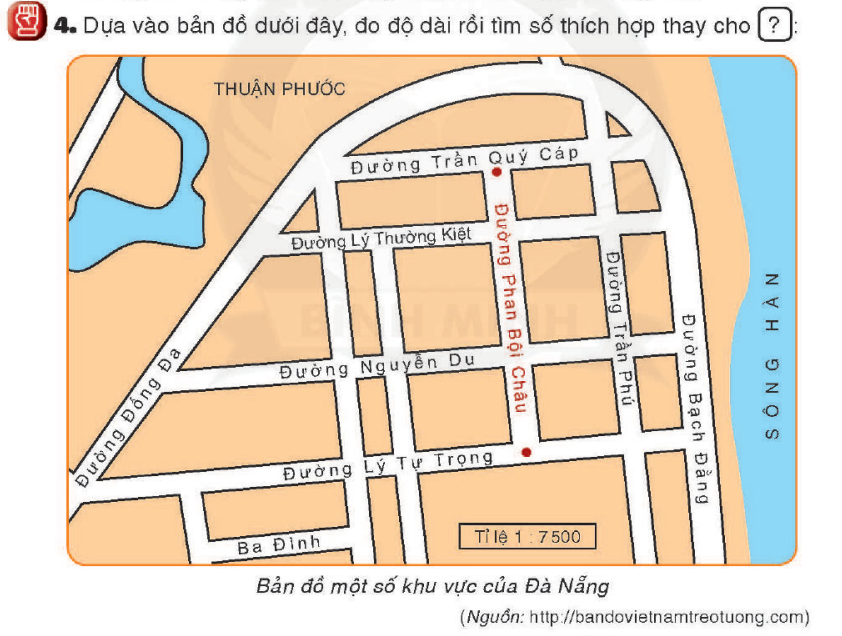 4. Dựa vào bản đồ dưới đây, đo độ dài rồi tìm số thích hợp thay cho ? :
THUẬN PHƯỚC
Đường Trần Quý Cáp
Đường Lý Thường Kiệt
Đường Phan Bội Châu
Đường Trần Phú
SÔNG HÀN
Đường Bạch Đằng
Đường Nguyễn Du
Đường Đống Đa
Đường Lý Tự Trọng
Ba Đình
Tỉ lệ 1 : 7500
BÌNH MINH
Bản đồ một số khu vực của Đà Nẵng
(Nguồn: http://bandovietnamtreotuong.com)